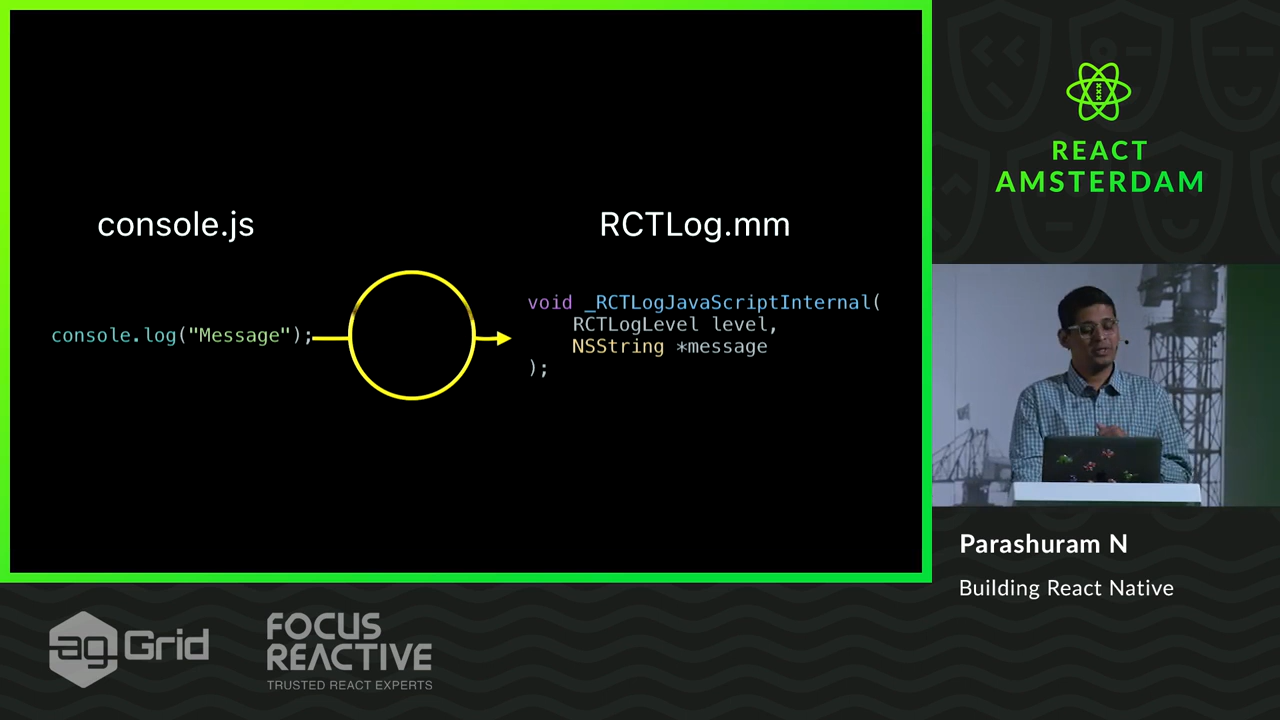 console.js
RCTLog.mm
console.log("Message");
void _RCTLogJavaScriptInternal(
RCTLogLevel level,
NSString *message
);
REACT
AMSTERDAM
Parashuram N
Building React Native
ag Grid
FOCUS
REACTIVE
TRUSTED REACT EXPERTS